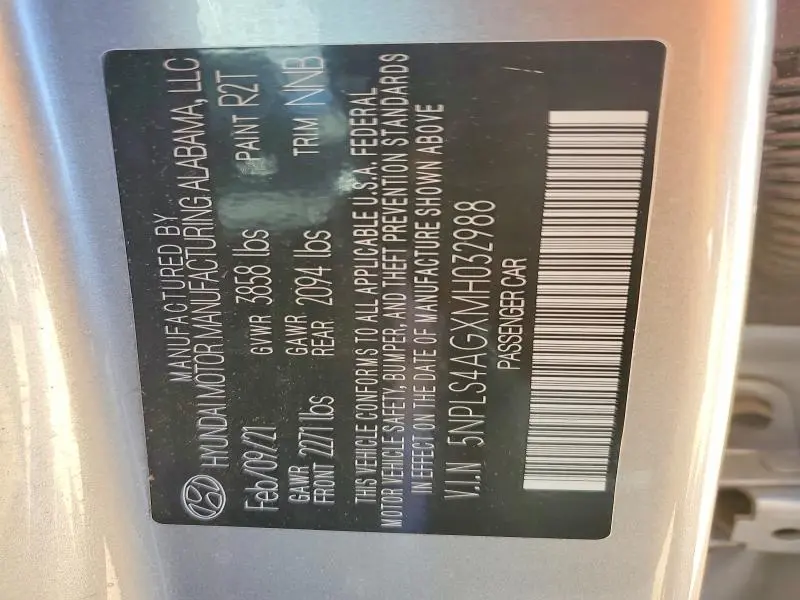 MANUFACTURED BY
HYUNDAI MOTOR MANUFACTURING ALABAMA, LLC
Feb/09/21 GVWR 3858 lbs PAINT R2T
GAWR FRONT 2271 lbs GAWR REAR 2094 lbs TRIM NNB
THIS VEHICLE CONFORMS TO ALL APPLICABLE U.S.A. FEDERAL
MOTOR VEHICLE SAFETY, BUMPER, AND THEFT PREVENTION STANDARDS
IN EFFECT ON THE DATE OF MANUFACTURE SHOWN ABOVE
V.I.N 5NPLS4AGXMH032988
PASSENGER CAR